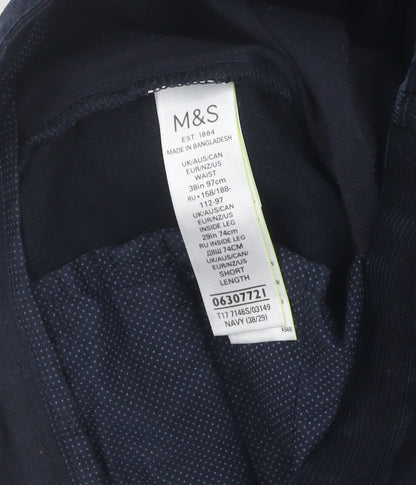 M&S
EST. 1884
MADE IN BANGLADESH
UK/AUS/CAN
EUR/NZ/US
WAIST
38in 97cm
RU • 158/188-
112-97
UK/AUS/CAN
EUR/NZ/US
INSIDE LEG
29in 74cm
RU INSIDE LEG
ДВШ 74CM
UK/AUS/CAN
EUR/NZ/US
SHORT
LENGTH
06307721
T17 7146S/03149
NAVY (38/29)